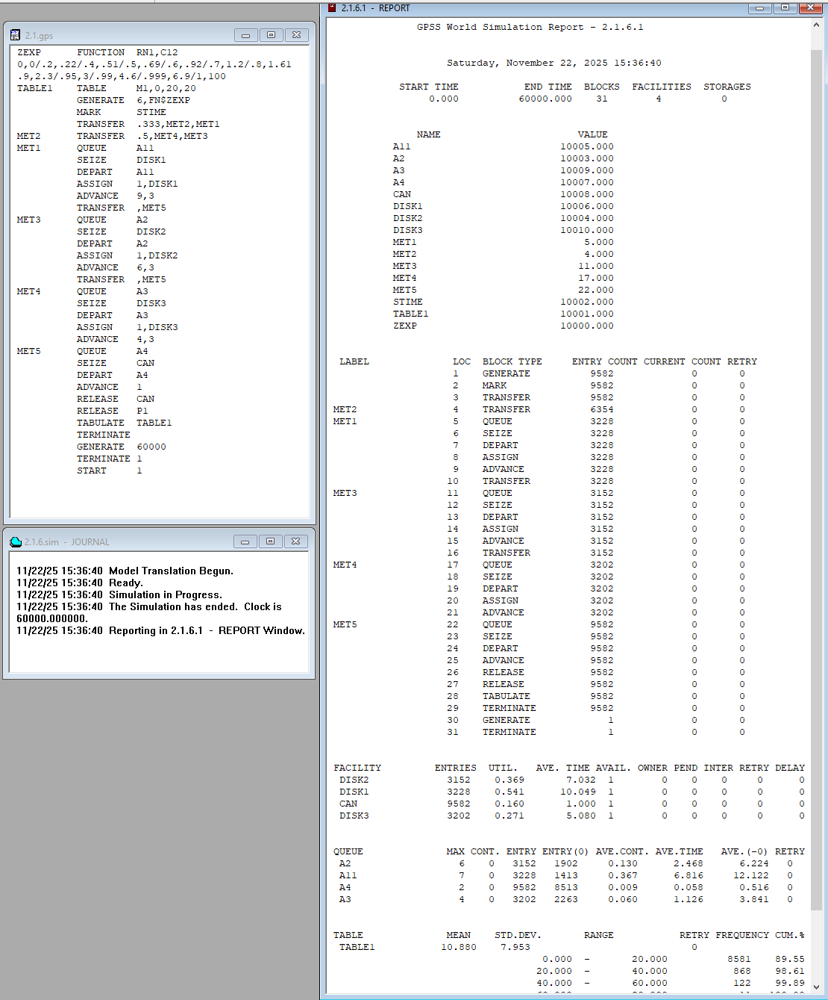 2.1.gps
ZEXP FUNCTION RN1,C12
0,0/.2,.22/.4,.51/.5,.69/.6,.92/.7,1.2/.8,1.61
.9,2.3/.95,3/.99,4.6/.999,6.9/1,100
TABLE1 TABLE M1,0,20,20
GENERATE 6,FN$ZEXP
MARK STIME
TRANSFER .333,MET2,MET1
MET2 TRANSFER .5,MET4,MET3
MET1 QUEUE A11
SEIZE DISK1
DEPART A11
ASSIGN 1,DISK1
ADVANCE 9,3
TRANSFER ,MET5
MET3 QUEUE A2
SEIZE DISK2
DEPART A2
ASSIGN 1,DISK2
ADVANCE 6,3
TRANSFER ,MET5
MET4 QUEUE A3
SEIZE DISK3
DEPART A3
ASSIGN 1,DISK3
ADVANCE 4,3
MET5 QUEUE A4
SEIZE CAN
DEPART A4
ADVANCE 1
RELEASE CAN
RELEASE P1
TABULATE TABLE1
TERMINATE
GENERATE 60000
TERMINATE 1
START 1
2.1.6.sim - JOURNAL
11/22/25 15:36:40 Model Translation Begun.
11/22/25 15:36:40 Ready.
11/22/25 15:36:40 Simulation in Progress.
11/22/25 15:36:40 The Simulation has ended. Clock is
60000.000000.
11/22/25 15:36:40 Reporting in 2.1.6.1 - REPORT Window.
2.1.6.1 - REPORT
GPSS World Simulation Report - 2.1.6.1
Saturday, November 22, 2025 15:36:40
START TIME END TIME BLOCKS FACILITIES STORAGES
0.000 60000.000 31 4 0
NAME VALUE
A11 10005.000
A2 10003.000
A3 10009.000
A4 10007.000
CAN 10008.000
DISK1 10006.000
DISK2 10004.000
DISK3 10010.000
MET1 5.000
MET2 4.000
MET3 11.000
MET4 17.000
MET5 22.000
STIME 10002.000
TABLE1 10001.000
ZEXP 10000.000
LABEL LOC BLOCK TYPE ENTRY COUNT CURRENT COUNT RETRY
1 GENERATE 9582 0 0
2 MARK 9582 0 0
3 TRANSFER 9582 0 0
MET2 4 TRANSFER 6354 0 0
MET1 5 QUEUE 3228 0 0
6 SEIZE 3228 0 0
7 DEPART 3228 0 0
8 ASSIGN 3228 0 0
9 ADVANCE 3228 0 0
10 TRANSFER 3228 0 0
MET3 11 QUEUE 3152 0 0
12 SEIZE 3152 0 0
13 DEPART 3152 0 0
14 ASSIGN 3152 0 0
15 ADVANCE 3152 0 0
16 TRANSFER 3152 0 0
MET4 17 QUEUE 3202 0 0
18 SEIZE 3202 0 0
19 DEPART 3202 0 0
20 ASSIGN 3202 0 0
21 ADVANCE 3202 0 0
MET5 22 QUEUE 9582 0 0
23 SEIZE 9582 0 0
24 DEPART 9582 0 0
25 ADVANCE 9582 0 0
26 RELEASE 9582 0 0
27 RELEASE 9582 0 0
28 TABULATE 9582 0 0
29 TERMINATE 9582 0 0
30 GENERATE 1 0 0
31 TERMINATE 1 0 0
FACILITY ENTRIES UTIL. AVE. TIME AVAIL. OWNER PEND INTER RETRY DELAY
DISK2 3152 0.369 7.032 1 0 0 0 0 0
DISK1 3228 0.541 10.049 1 0 0 0 0 0
CAN 9582 0.160 1.000 1 0 0 0 0 0
DISK3 3202 0.271 5.080 1 0 0 0 0 0
QUEUE MAX CONT. ENTRY ENTRY(0) AVE.CONT. AVE.TIME AVE.(-0) RETRY
A2 6 0 3152 1902 0.130 2.468 6.224 0
A11 7 0 3228 1413 0.367 6.816 12.122 0
A4 2 0 9582 8513 0.009 0.058 0.516 0
A3 4 0 3202 2263 0.060 1.126 3.841 0
TABLE MEAN STD.DEV. RANGE RETRY FREQUENCY CUM.%
TABLE1 10.880 7.953 0
0.000 - 20.000 8581 89.55
20.000 - 40.000 868 98.61
40.000 - 60.000 122 99.89